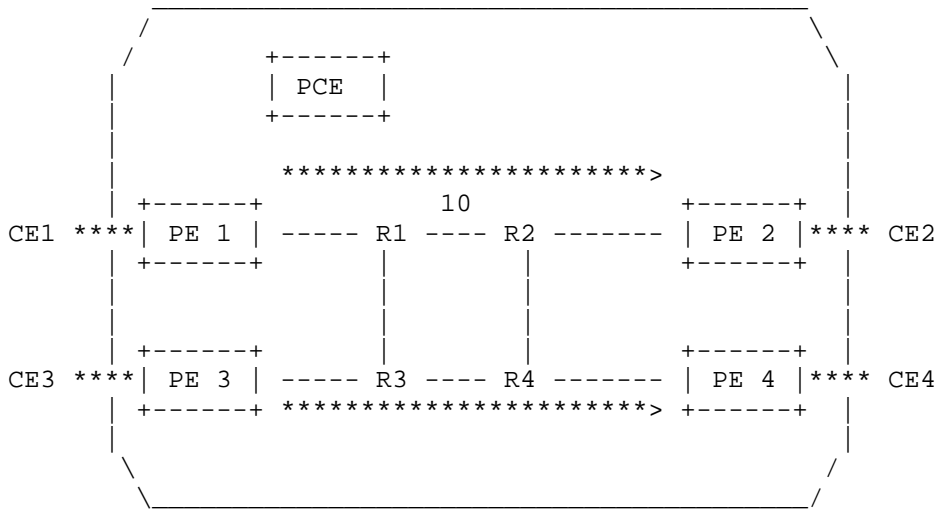 PCE
10
CE1 **** PE 1 ----- R1 ---- R2 ------- PE 2 **** CE2
CE3 **** PE 3 ----- R3 ---- R4 ------- PE 4 **** CE4